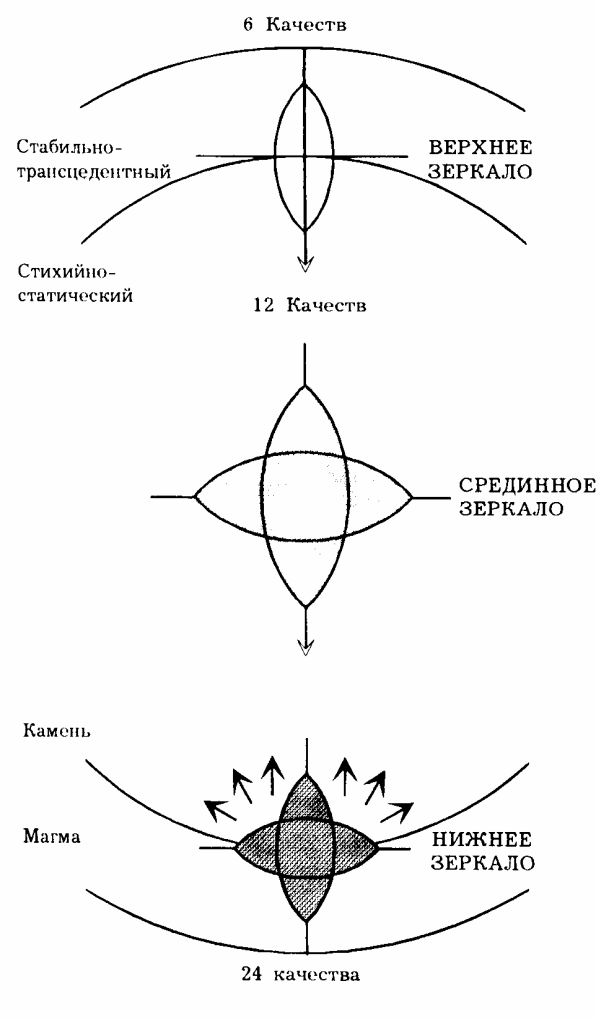 6 Качеств
Стабильно-
трансцедентный
ВЕРХНЕЕ
ЗЕРКАЛО
Стихийно-
статический
12 Качеств
СРЕДИННОЕ
ЗЕРКАЛО
Камень
Магма
НИЖНЕЕ
ЗЕРКАЛО
24 качества